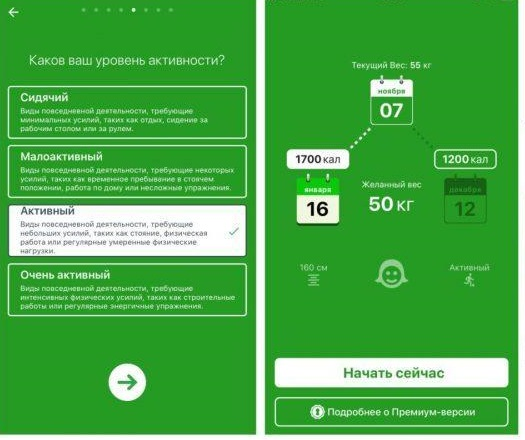 Каков ваш уровень активности?
Сидячий
Виды повседневной деятельности, требующие
минимальных усилий, таких как отдых, сидение за
рабочим столом или за рулем.
Малоактивный
Виды повседневной деятельности, требующие некоторых
усилий, таких как временное пребывание в стоячем
положении, работа по дому или несложные упражнения.
Активный
Виды повседневной деятельности, требующие
небольших усилий, таких как стояние, физическая
работа или регулярные умеренные физические
нагрузки.
Очень активный
Виды повседневной деятельности, требующие
интенсивных физических усилий, таких как строительные
работы или регулярные энергичные упражнения.
Текущий Вес: 55 кг
ноября
07
1700 кал
1200 кал
января
16
Желанный вес
50 кг
декабря
12
160 см
Активный
Начать сейчас
Подробнее о Премиум-версии